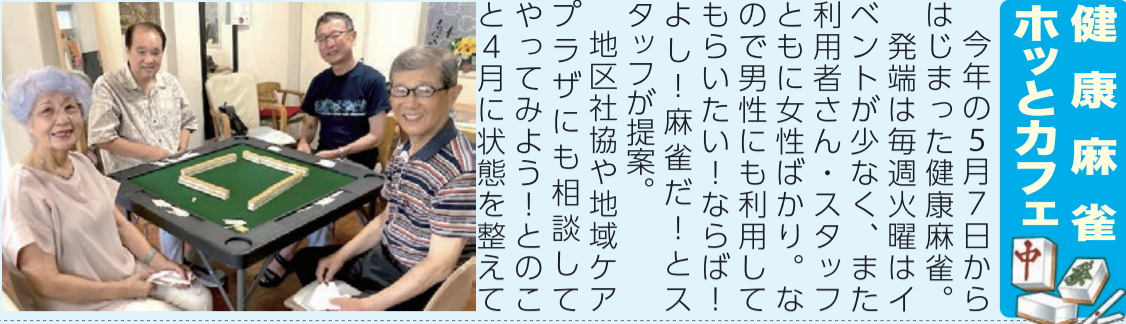 健康麻雀
ホッとカフェ
今年の5月7日から
はじまった健康麻雀。
発端は毎週火曜はイ
ベントが少なく、また
利用者さん・スタッフ
ともに女性ばかり。な
ので男性にも利用して
もらいたい！ならば！
よし！麻雀だ！とス
タッフが提案。
地区社協や地域ケア
プラザにも相談して
やってみよう！とのこ
と4月に状態を整えて
中